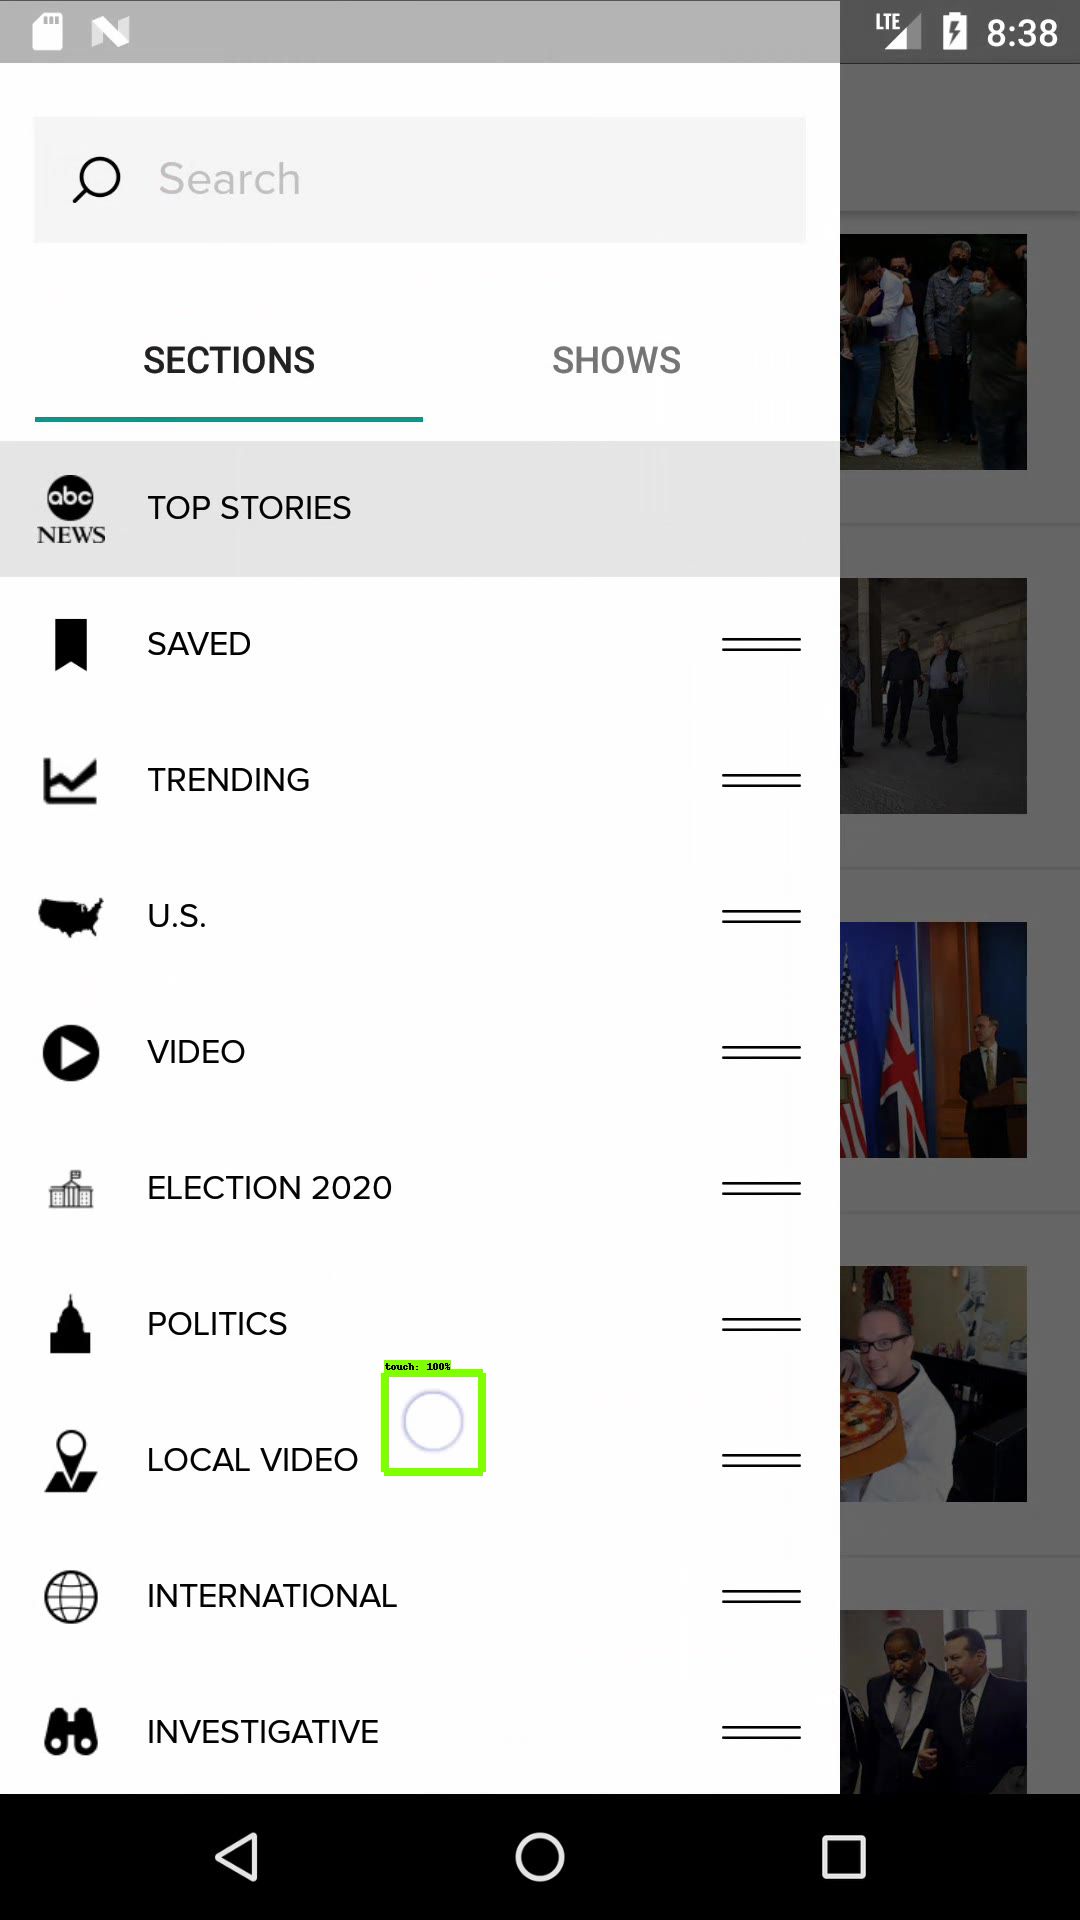 LTE 8:38
Search
SECTIONS SHOWS
abc NEWS TOP STORIES
SAVED
TRENDING
U.S.
VIDEO
ELECTION 2020
POLITICS
touch: 100%
LOCAL VIDEO
INTERNATIONAL
INVESTIGATIVE